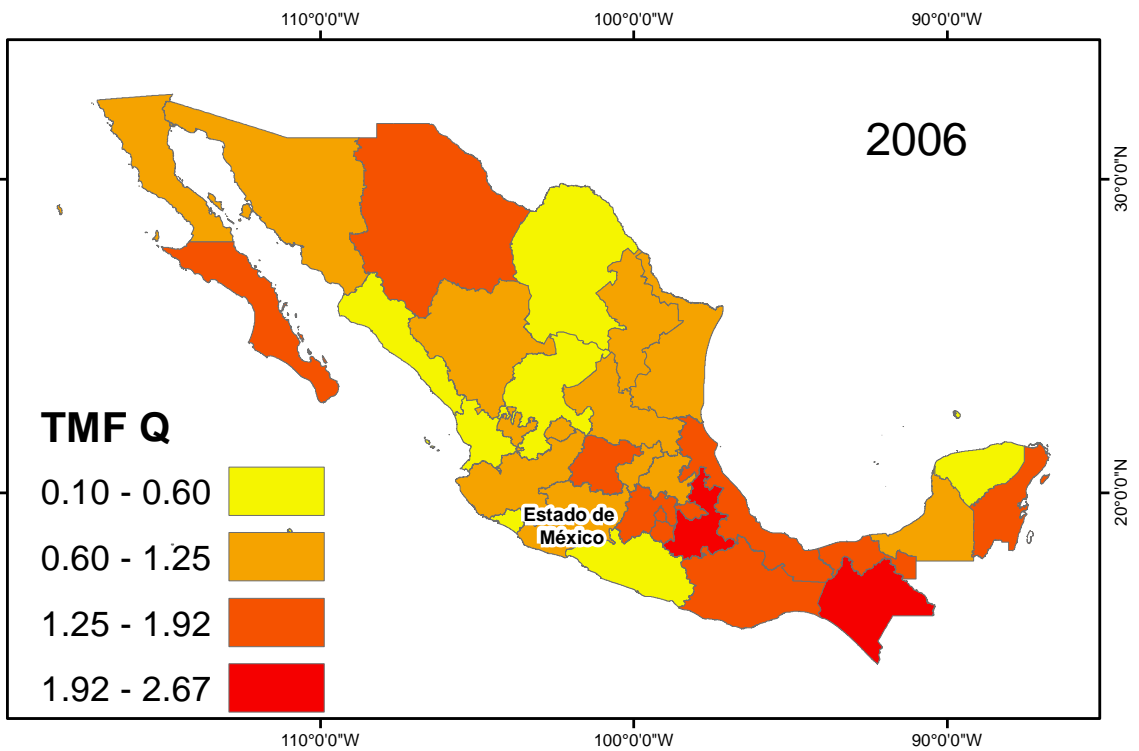 110°0'0"W 100°0'0"W 90°0'0"W
2006
30°0'0"N
TMF Q
0.10 - 0.60
20°0'0"N
Estado de
México
0.60 - 1.25
1.25 - 1.92
1.92 - 2.67
110°0'0"W 100°0'0"W 90°0'0"W